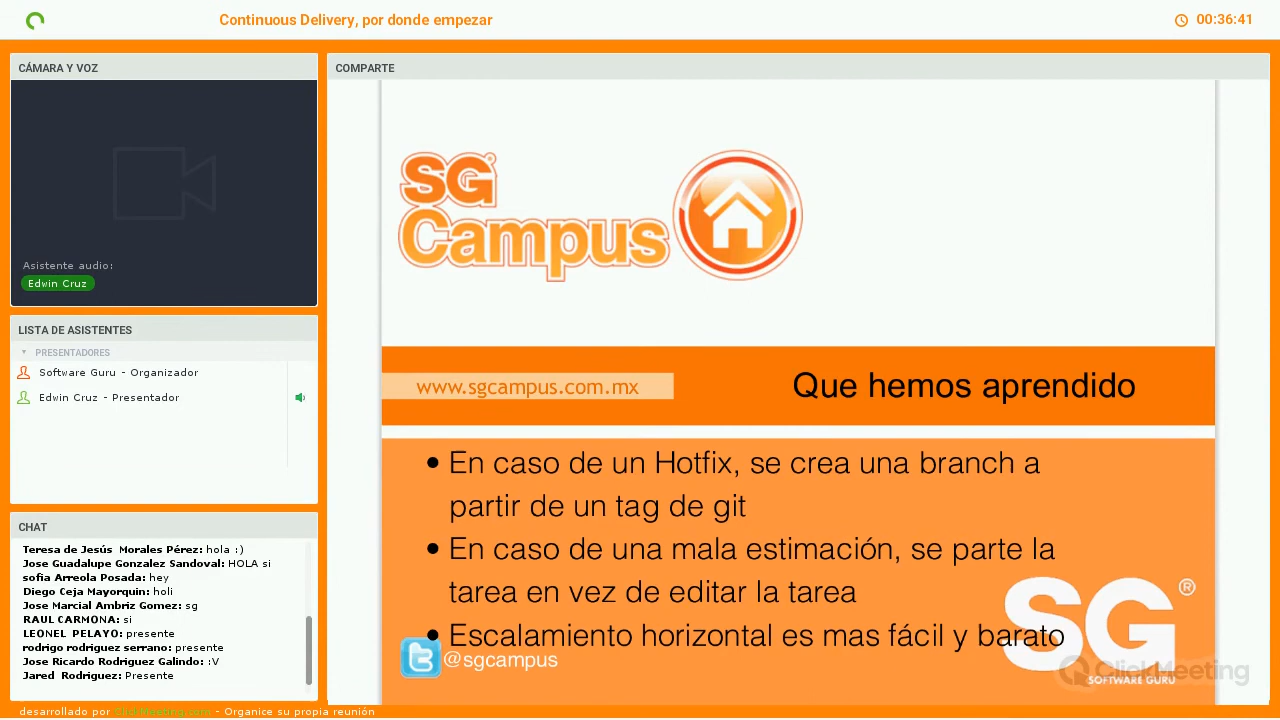 Continuous Delivery, por donde empezar
00:36:41
CÁMARA Y VOZ
Asistente audio:
Edwin Cruz
LISTA DE ASISTENTES
PRESENTADORES
Software Guru - Organizador
Edwin Cruz - Presentador
CHAT
Teresa de Jesús Morales Pérez: hola :)
Jose Guadalupe Gonzalez Sandoval: HOLA si
sofia Arreola Posada: hey
Diego Ceja Mayorquin: holi
Jose Marcial Ambriz Gomez: sg
RAUL CARMONA: si
LEONEL PELAYO: presente
rodrigo rodriguez serrano: presente
Jose Ricardo Rodriguez Galindo: :V
Jared Rodriguez: Presente
desarrollado por ClickMeeting.com - Organice su propia reunión
COMPARTE
SG
Campus
www.sgcampus.com.mx
Que hemos aprendido
• En caso de un Hotfix, se crea una branch a
partir de un tag de git
• En caso de una mala estimación, se parte la
tarea en vez de editar la tarea
• Escalamiento horizontal es mas fácil y barato
@sgcampus
SG®
SOFTWARE GURU
ClickMeeting